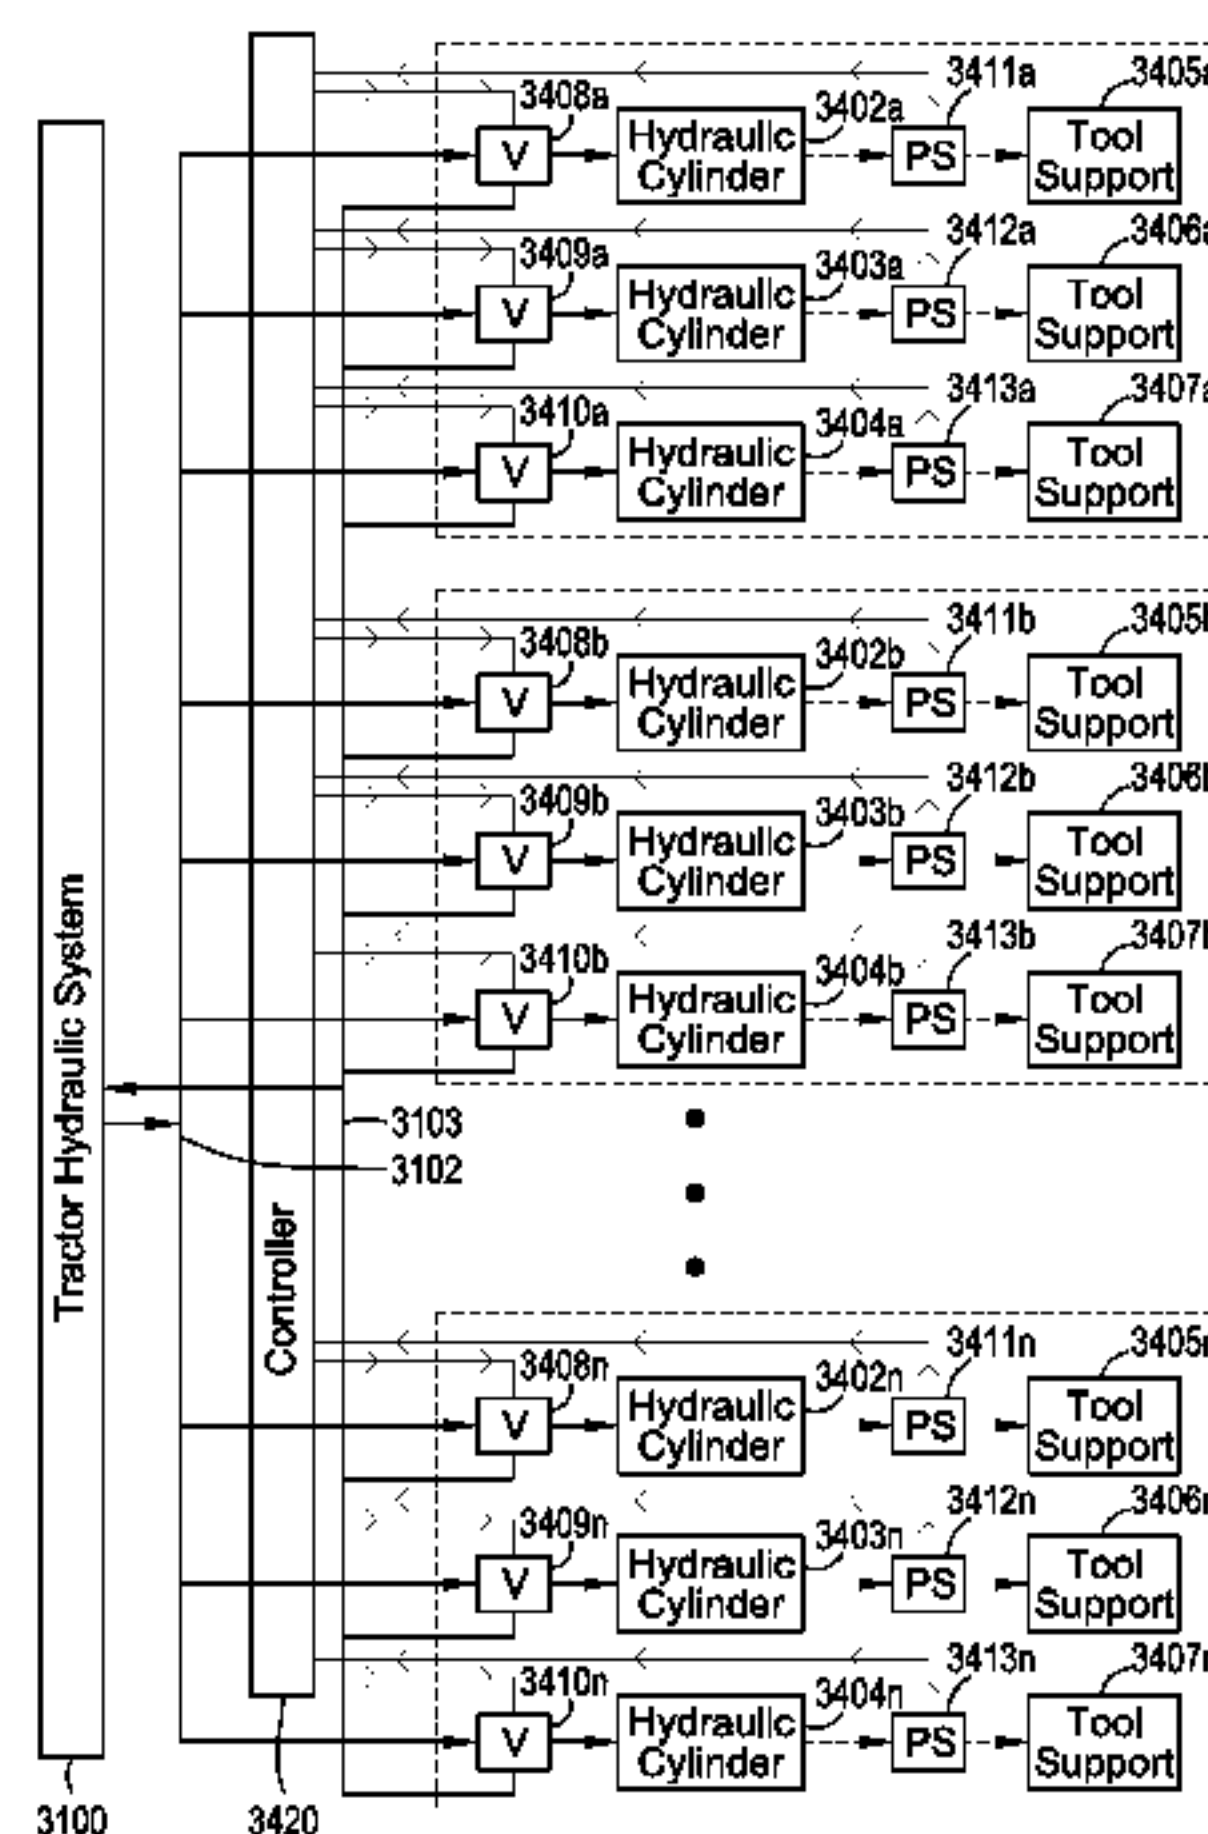 3411a 3405a
3408a 3402a
V Hydraulic Cylinder PS Tool Support
3412a 3406a
3409a 3403a
V Hydraulic Cylinder PS Tool Support
3413a 3407a
3410a 3404a
V Hydraulic Cylinder PS Tool Support
3411b 3405b
3408b 3402b
V Hydraulic Cylinder PS Tool Support
3412b 3406b
3409b 3403b
V Hydraulic Cylinder PS Tool Support
3413b 3407b
3410b 3404b
V Hydraulic Cylinder PS Tool Support
Tractor Hydraulic System
3103
3102
Controller
3411n 3405n
3408n 3402n
V Hydraulic Cylinder PS Tool Support
3412n 3406n
3409n 3403n
V Hydraulic Cylinder PS Tool Support
3413n 3407n
3410n 3404n
V Hydraulic Cylinder PS Tool Support
3100 3420